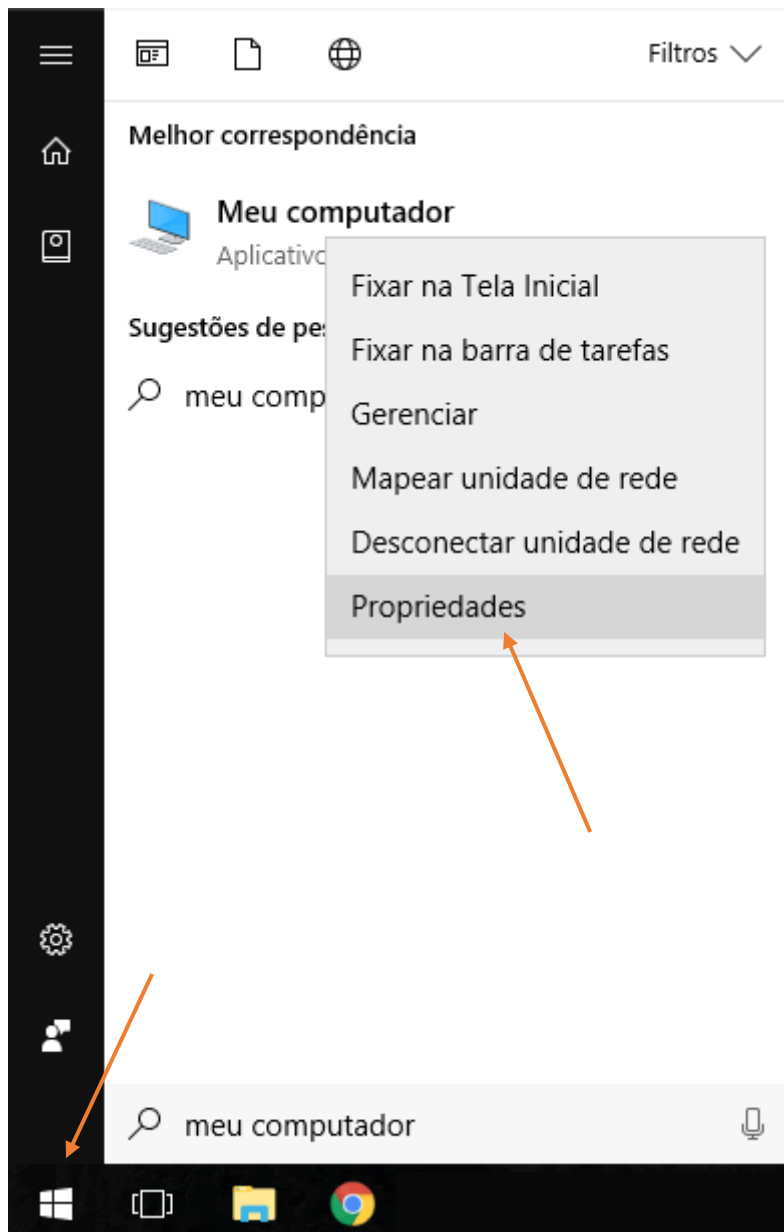 Filtros
Melhor correspondência
Meu computador
Aplicativo
Sugestões de pes
meu comp
Fixar na Tela Inicial
Fixar na barra de tarefas
Gerenciar
Mapear unidade de rede
Desconectar unidade de rede
Propriedades
meu computador